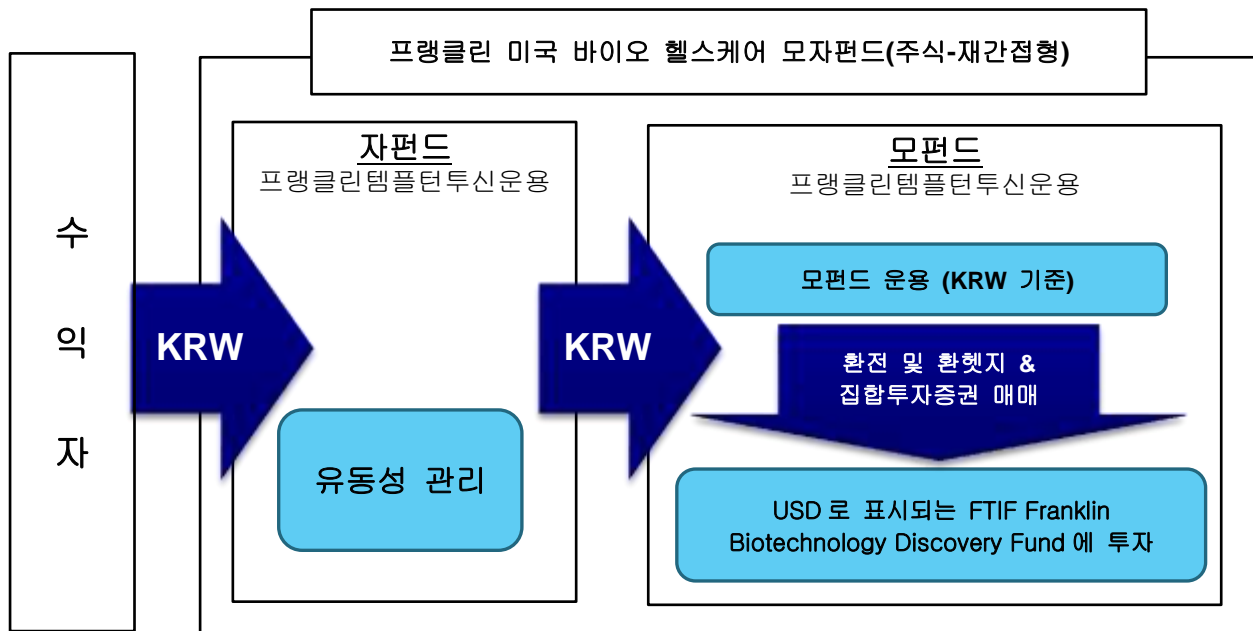 프랭클린 미국 바이오 헬스케어 모자펀드(주식-재간접형)
수
익
자
KRW
자펀드
프랭클린템플턴투신운용
유동성 관리
KRW
모펀드
프랭클린템플턴투신운용
모펀드 운용 (KRW 기준)
환전 및 환헷지 &
집합투자증권 매매
USD 로 표시되는 FTIF Franklin
Biotechnology Discovery Fund 에 투자